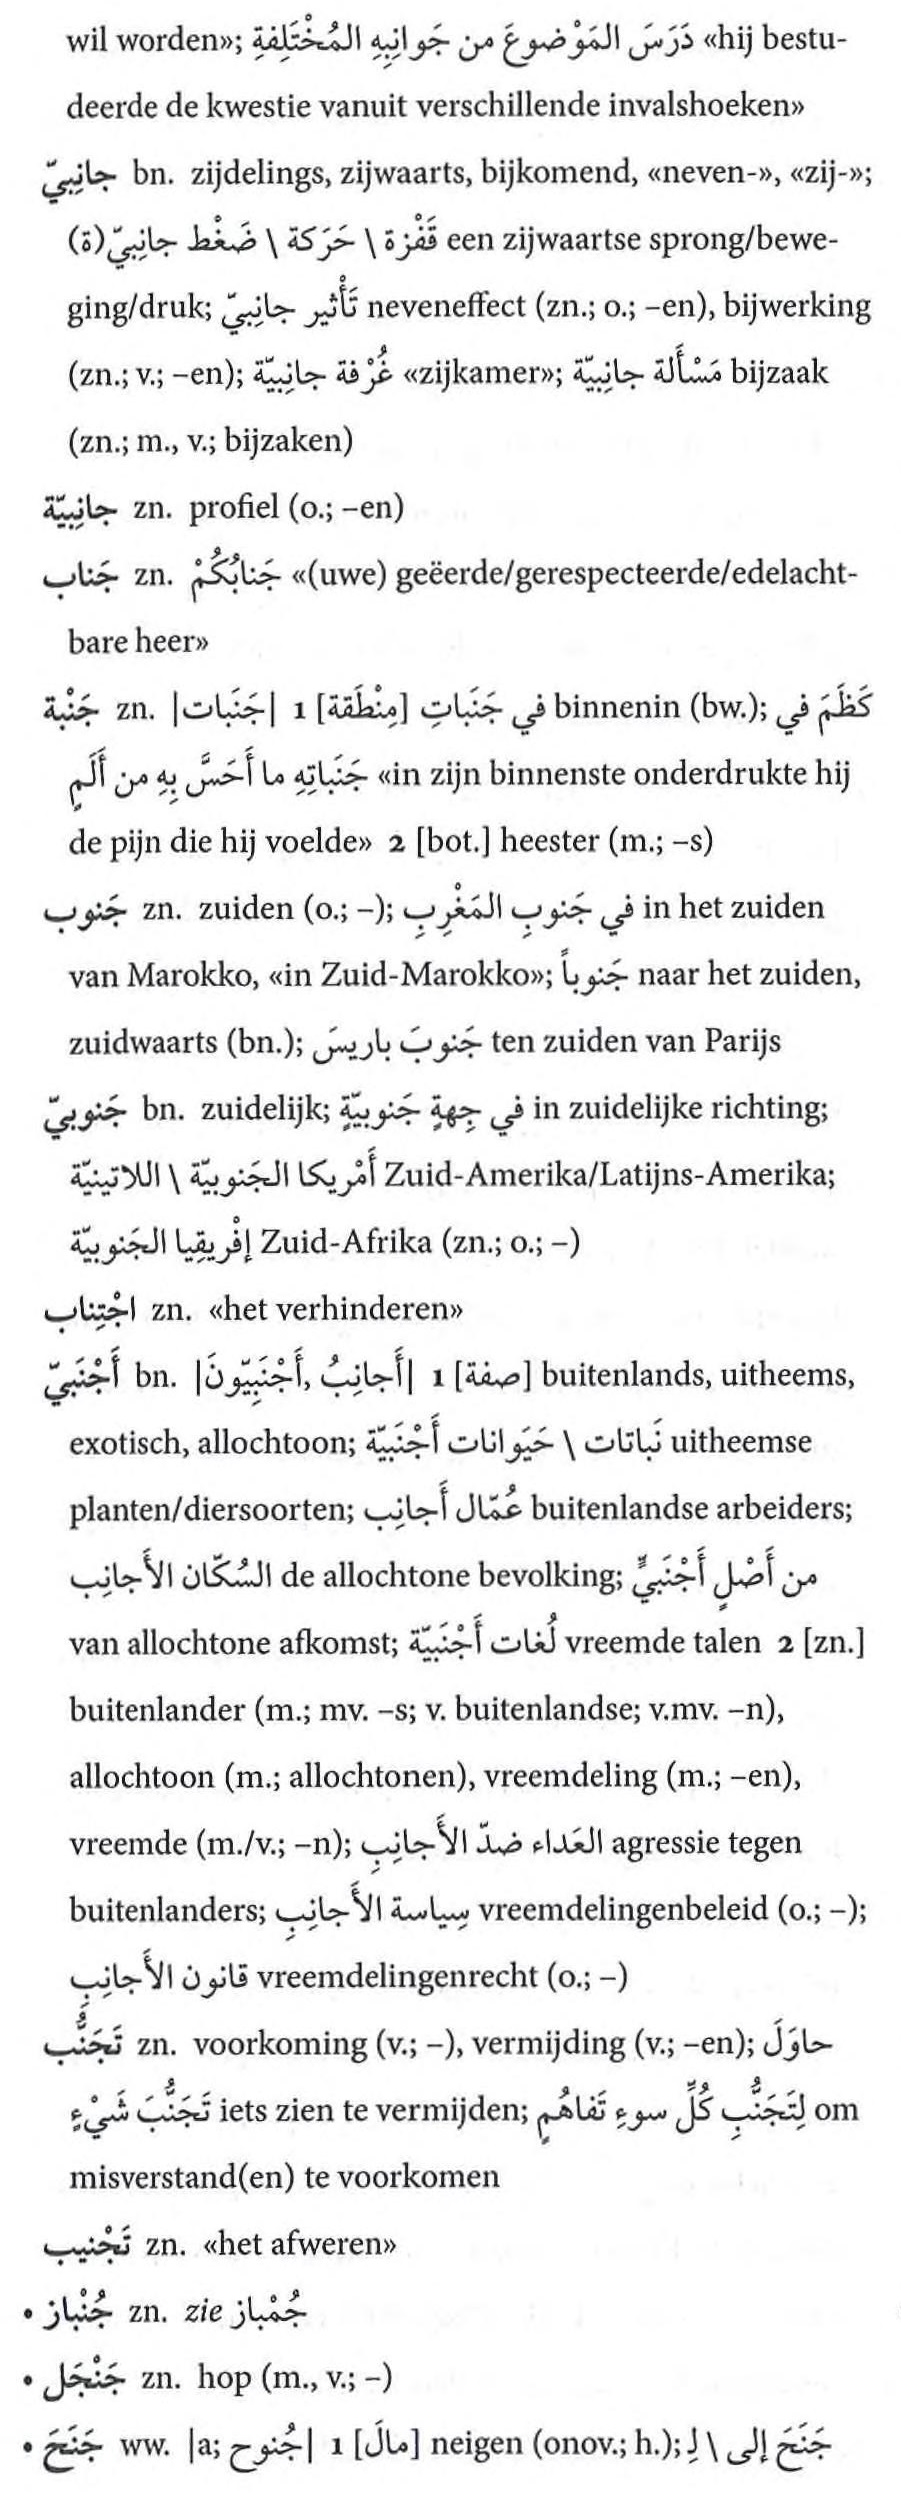 wil worden»; دَرَسَ المَوْضوعَ من جَوانِبِهِ المُخْتَلِفةِ «hij bestu-
deerde de kwestie vanuit verschillende invalshoeken»
جانِبيّ bn. zijdelings, zijwaarts, bijkomend, «neven-», «zij-»;
قَفْزة \ حَرَكة \ ضَغْط جانِبيّ(ة) een zijwaartse sprong/bewe-
ging/druk; تَأْثير جانِبيّ neveneffect (zn.; o.; –en), bijwerking
(zn.; v.; –en); غُرْفة جانِبيّة «zijkamer»; مَسْأَلة جانِبيّة bijzaak
(zn.; m., v.; bijzaken)
جانِبيّة zn. profiel (o.; –en)
جَناب zn. جَنابُكُمْ «(uwe) geëerde/gerespecteerde/edelacht-
bare heer»
جَنْبة zn. |جَنَبات| 1 [مِنْطَقة] في جَنَباتِ binnenin (bw.); كَظَمَ في
جَنَباتِهِ ما أَحَسَّ بِهِ من أَلَمٍ «in zijn binnenste onderdrukte hij
de pijn die hij voelde» 2 [bot.] heester (m.; –s)
جَنوب zn. zuiden (o.; –); في جَنوبِ المَغْرِبِ in het zuiden
van Marokko, «in Zuid-Marokko»; جَنوباً naar het zuiden,
zuidwaarts (bn.); جَنوبَ باريسَ ten zuiden van Parijs
جَنوبيّ bn. zuidelijk; في جِهةٍ جَنوبيّةٍ in zuidelijke richting;
أَمْريكا الجَنوبيّة \ اللاتينيّة Zuid-Amerika/Latijns-Amerika;
إفْريقِيا الجَنوبيّة Zuid-Afrika (zn.; o.; –)
اجْتِناب zn. «het verhinderen»
أَجْنَبيّ bn. |أَجانِبُ, أَجْنَبِيّونَ| 1 [صفة] buitenlands, uitheems,
exotisch, allochtoon; نَباتات \ حَيَوانات أَجْنَبيّة uitheemse
planten/diersoorten; عُمّال أَجانِب buitenlandse arbeiders;
السُكّان الأَجانِب de allochtone bevolking; من أَصْلٍ أَجْنَبيٍّ
van allochtone afkomst; لُغات أَجْنَبيّة vreemde talen 2 [zn.]
buitenlander (m.; mv. –s; v. buitenlandse; v.mv. –n),
allochtoon (m.; allochtonen), vreemdeling (m.; –en),
vreemde (m./v.; –n); العَداء ضدّ الأَجانِبِ agressie tegen
buitenlanders; سِياسة الأَجانِبِ vreemdelingenbeleid (o.; –);
قانون الأَجانِبِ vreemdelingenrecht (o.; –)
تَجَنُّب zn. voorkoming (v.; –), vermijding (v.; –en); حاوَلَ
تَجَنُّبَ شَيْءٍ iets zien te vermijden; لِتَجَنُّبِ كُلِّ سوءِ تَفاهُمٍ om
misverstand(en) te voorkomen
تَجْنيب zn. «het afweren»
• جُنْباز zn. zie جُمْباز
• جَنْجَل zn. hop (m., v.; –)
• جَنَحَ ww. |a; جُنوح| 1 [مالَ] neigen (onov.; h.); جَنَحَ إلى \ لِ